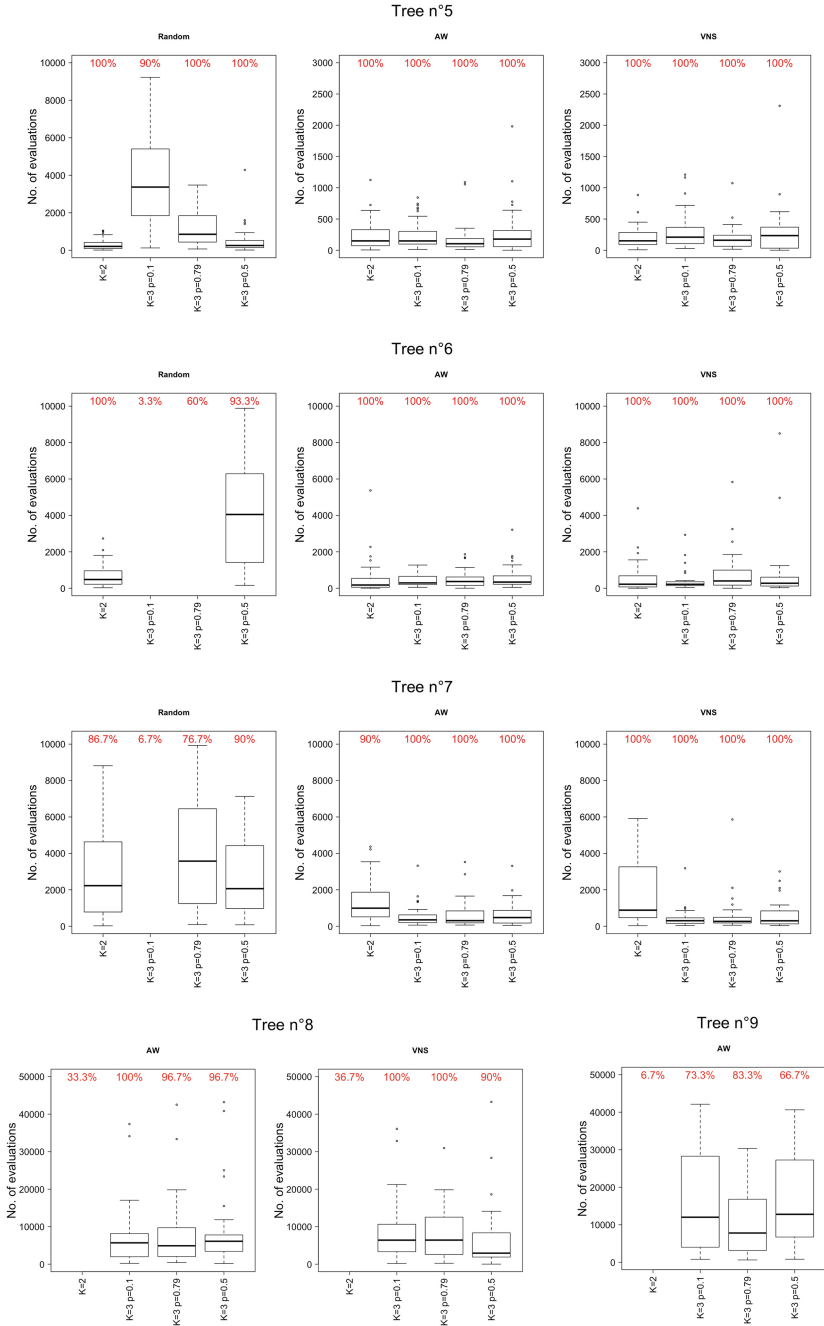 Tree n°5
Random
AW
VNS
No. of evaluations
10000
8000
6000
4000
2000
0
100% 90% 100% 100%
K=2
K=3 p=0.1
K=3 p=0.79
K=3 p=0.5
No. of evaluations
3000
2500
2000
1500
1000
500
0
100% 100% 100% 100%
K=2
K=3 p=0.1
K=3 p=0.79
K=3 p=0.5
No. of evaluations
3000
2500
2000
1500
1000
500
0
100% 100% 100% 100%
K=2
K=3 p=0.1
K=3 p=0.79
K=3 p=0.5
Tree n°6
Random
AW
VNS
No. of evaluations
10000
8000
6000
4000
2000
0
100% 3.3% 60% 93.3%
K=2
K=3 p=0.1
K=3 p=0.79
K=3 p=0.5
No. of evaluations
10000
8000
6000
4000
2000
0
100% 100% 100% 100%
K=2
K=3 p=0.1
K=3 p=0.79
K=3 p=0.5
No. of evaluations
10000
8000
6000
4000
2000
0
100% 100% 100% 100%
K=2
K=3 p=0.1
K=3 p=0.79
K=3 p=0.5
Tree n°7
Random
AW
VNS
No. of evaluations
10000
8000
6000
4000
2000
0
86.7% 6.7% 76.7% 90%
K=2
K=3 p=0.1
K=3 p=0.79
K=3 p=0.5
No. of evaluations
10000
8000
6000
4000
2000
0
90% 100% 100% 100%
K=2
K=3 p=0.1
K=3 p=0.79
K=3 p=0.5
No. of evaluations
10000
8000
6000
4000
2000
0
100% 100% 100% 100%
K=2
K=3 p=0.1
K=3 p=0.79
K=3 p=0.5
Tree n°8
AW
VNS
No. of evaluations
50000
40000
30000
20000
10000
0
33.3% 100% 96.7% 96.7%
K=2
K=3 p=0.1
K=3 p=0.79
K=3 p=0.5
No. of evaluations
50000
40000
30000
20000
10000
0
36.7% 100% 100% 90%
K=2
K=3 p=0.1
K=3 p=0.79
K=3 p=0.5
Tree n°9
AW
No. of evaluations
50000
40000
30000
20000
10000
0
6.7% 73.3% 83.3% 66.7%
K=2
K=3 p=0.1
K=3 p=0.79
K=3 p=0.5